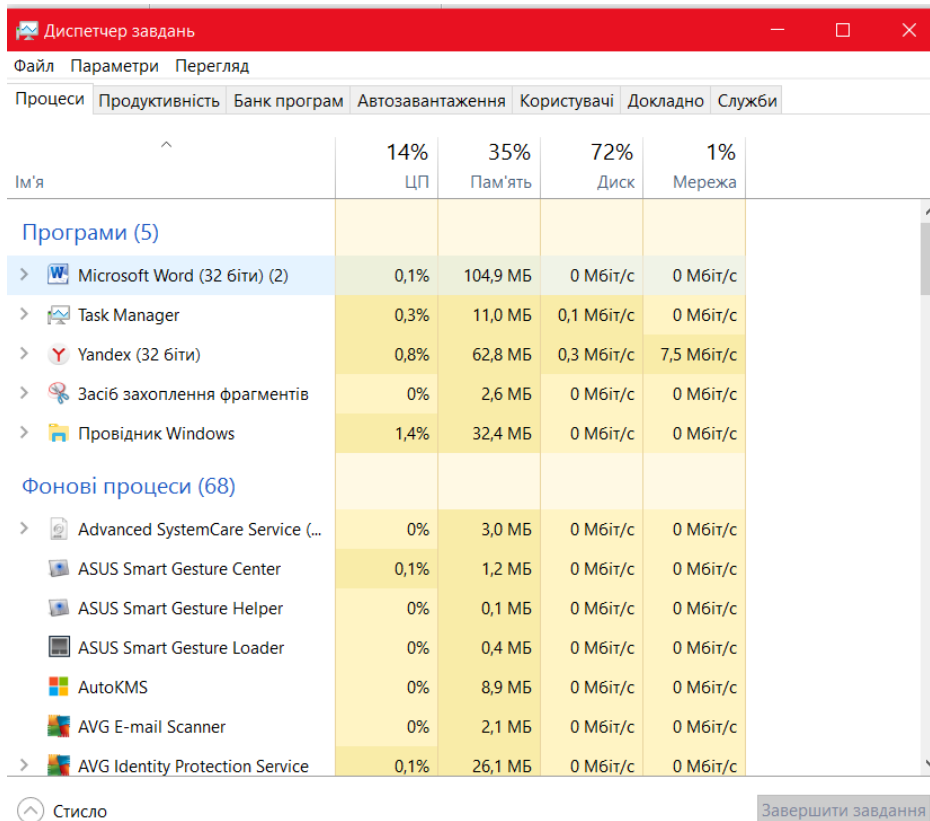 Диспетчер завдань
Файл Параметри Перегляд
Процеси Продуктивність Банк програм Автозавантаження Користувачі Докладно Служби
14% 35% 72% 1%
Ім'я ЦП Пам'ять Диск Мережа
Програми (5)
Microsoft Word (32 біти) (2) 0,1% 104,9 МБ 0 Мбіт/с 0 Мбіт/с
Task Manager 0,3% 11,0 МБ 0,1 Мбіт/с 0 Мбіт/с
Yandex (32 біти) 0,8% 62,8 МБ 0,3 Мбіт/с 7,5 Мбіт/с
Засіб захоплення фрагментів 0% 2,6 МБ 0 Мбіт/с 0 Мбіт/с
Провідник Windows 1,4% 32,4 МБ 0 Мбіт/с 0 Мбіт/с
Фонові процеси (68)
Advanced SystemCare Service (... 0% 3,0 МБ 0 Мбіт/с 0 Мбіт/с
ASUS Smart Gesture Center 0,1% 1,2 МБ 0 Мбіт/с 0 Мбіт/с
ASUS Smart Gesture Helper 0% 0,1 МБ 0 Мбіт/с 0 Мбіт/с
ASUS Smart Gesture Loader 0% 0,4 МБ 0 Мбіт/с 0 Мбіт/с
AutoKMS 0% 8,9 МБ 0 Мбіт/с 0 Мбіт/с
AVG E-mail Scanner 0% 2,1 МБ 0 Мбіт/с 0 Мбіт/с
AVG Identity Protection Service 0,1% 26,1 МБ 0 Мбіт/с 0 Мбіт/с
Стисло Завершити завдання